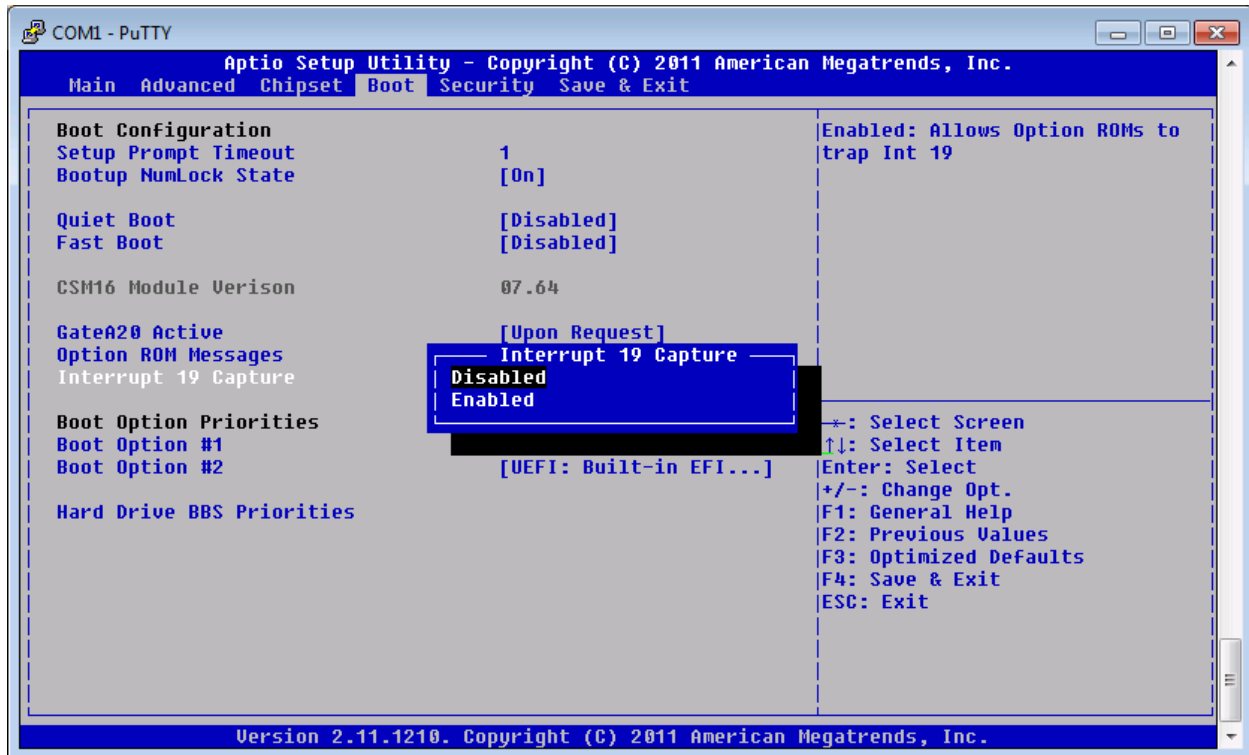 COM1 - PuTTY
Aptio Setup Utility - Copyright (C) 2011 American Megatrends, Inc.
Main Advanced Chipset Boot Security Save & Exit
Boot Configuration
Setup Prompt Timeout 1
Bootup NumLock State [On]
Quiet Boot [Disabled]
Fast Boot [Disabled]
CSM16 Module Verison 07.64
GateA20 Active [Upon Request]
Option ROM Messages
Interrupt 19 Capture
Interrupt 19 Capture
Disabled
Enabled
Boot Option Priorities
Boot Option #1
Boot Option #2 [UEFI: Built-in EFI...]
Hard Drive BBS Priorities
Enabled: Allows Option ROMs to
trap Int 19
→←: Select Screen
↑↓: Select Item
Enter: Select
+/-: Change Opt.
F1: General Help
F2: Previous Values
F3: Optimized Defaults
F4: Save & Exit
ESC: Exit
Version 2.11.1210. Copyright (C) 2011 American Megatrends, Inc.